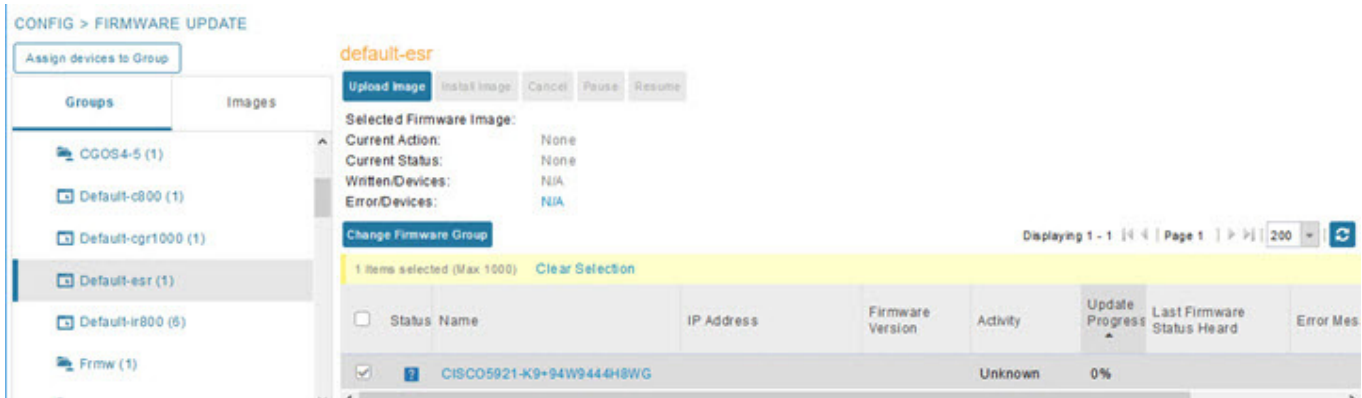 CONFIG > FIRMWARE UPDATE
Assign devices to Group
Groups
Images
CGOS4-5 (1)
Default-c800 (1)
Default-cgr1000 (1)
Default-esr (1)
Default-ir800 (6)
Frmw (1)
default-esr
Upload Image Install Image Cancel Pause Resume
Selected Firmware Image:
Current Action: None
Current Status: None
Written/Devices: N/A
Error/Devices: N/A
Change Firmware Group
Displaying 1 - 1 | Page 1 | 200
1 Items selected (Max 1000) Clear Selection
Status Name IP Address Firmware Version Activity Update Progress Last Firmware Status Heard Error Mes
? CISCO5921-K9+94W9444H8WG Unknown 0%